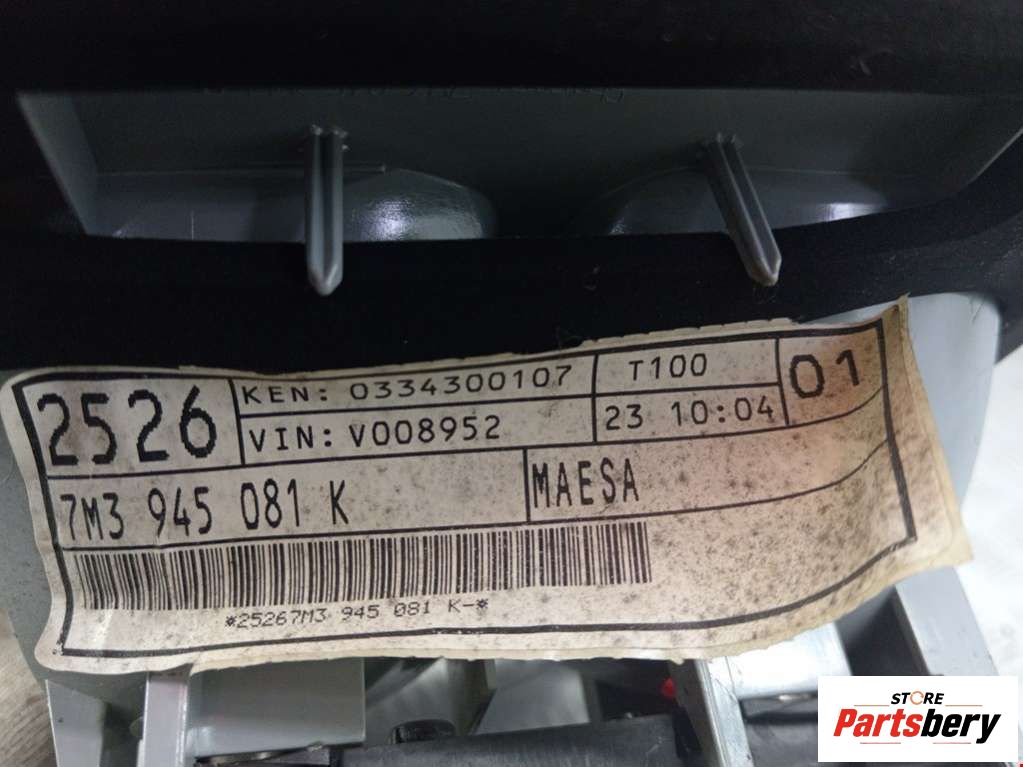 2526
KEN: 0334300107
T100
01
VIN: V008952
23 10:04
7M3 945 081 K
MAESA
*25267M3 945 081 K-*
STORE
Partsbery